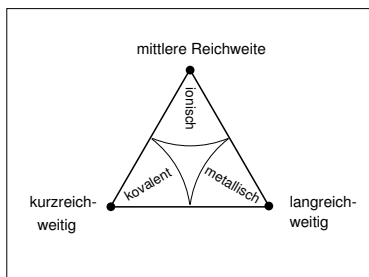 mittlere Reichweite
ionisch
kovalent
metallisch
kurzreich-
weitig
langreich-
weitig